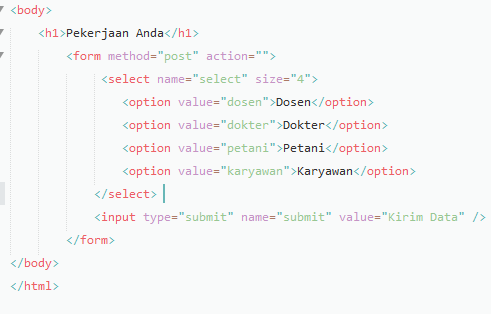 <body>
<h1>Pekerjaan Anda</h1>
<form method="post" action="">
<select name="select" size="4">
<option value="dosen">Dosen</option>
<option value="dokter">Dokter</option>
<option value="petani">Petani</option>
<option value="karyawan">Karyawan</option>
</select>
<input type="submit" name="submit" value="Kirim Data" />
</form>
</body>
</html>